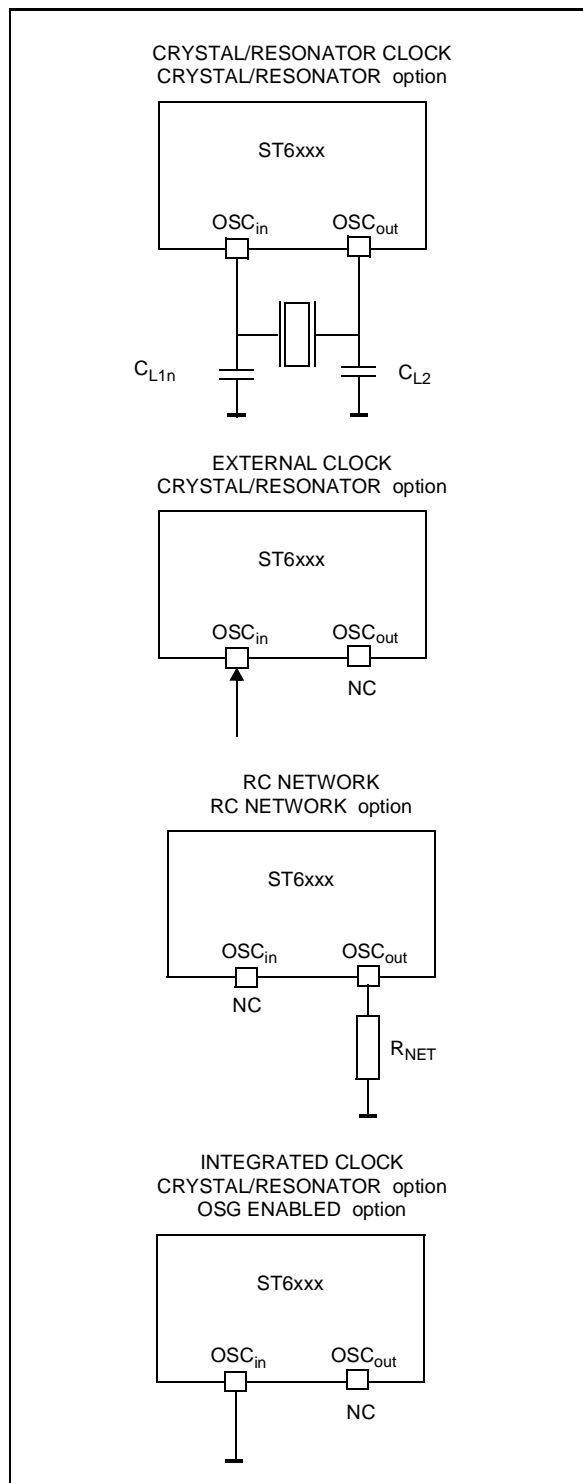 CRYSTAL/RESONATOR CLOCK
CRYSTAL/RESONATOR option
ST6xxx
OSCin OSCout
CL1n CL2
EXTERNAL CLOCK
CRYSTAL/RESONATOR option
ST6xxx
OSCin OSCout
NC
RC NETWORK
RC NETWORK option
ST6xxx
OSCin OSCout
NC
RNET
INTEGRATED CLOCK
CRYSTAL/RESONATOR option
OSG ENABLED option
ST6xxx
OSCin OSCout
NC